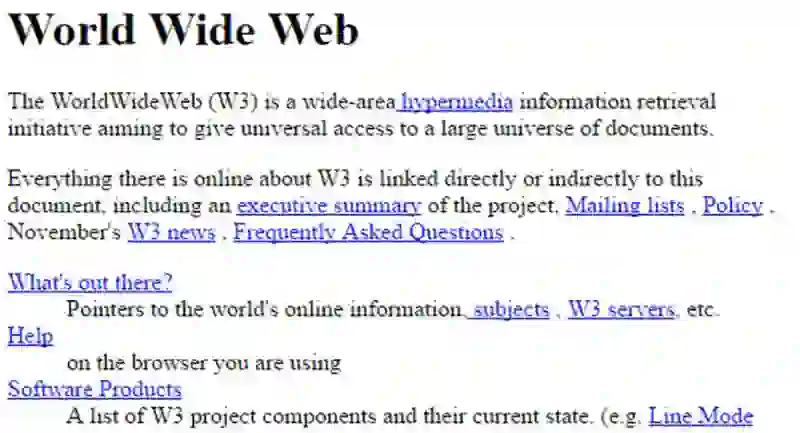 World Wide Web
The WorldWideWeb (W3) is a wide-area hypermedia information retrieval
initiative aiming to give universal access to a large universe of documents.
Everything there is online about W3 is linked directly or indirectly to this
document, including an executive summary of the project, Mailing lists , Policy ,
November's W3 news , Frequently Asked Questions .
What's out there?
Pointers to the world's online information, subjects , W3 servers, etc.
Help
on the browser you are using
Software Products
A list of W3 project components and their current state. (e.g. Line Mode